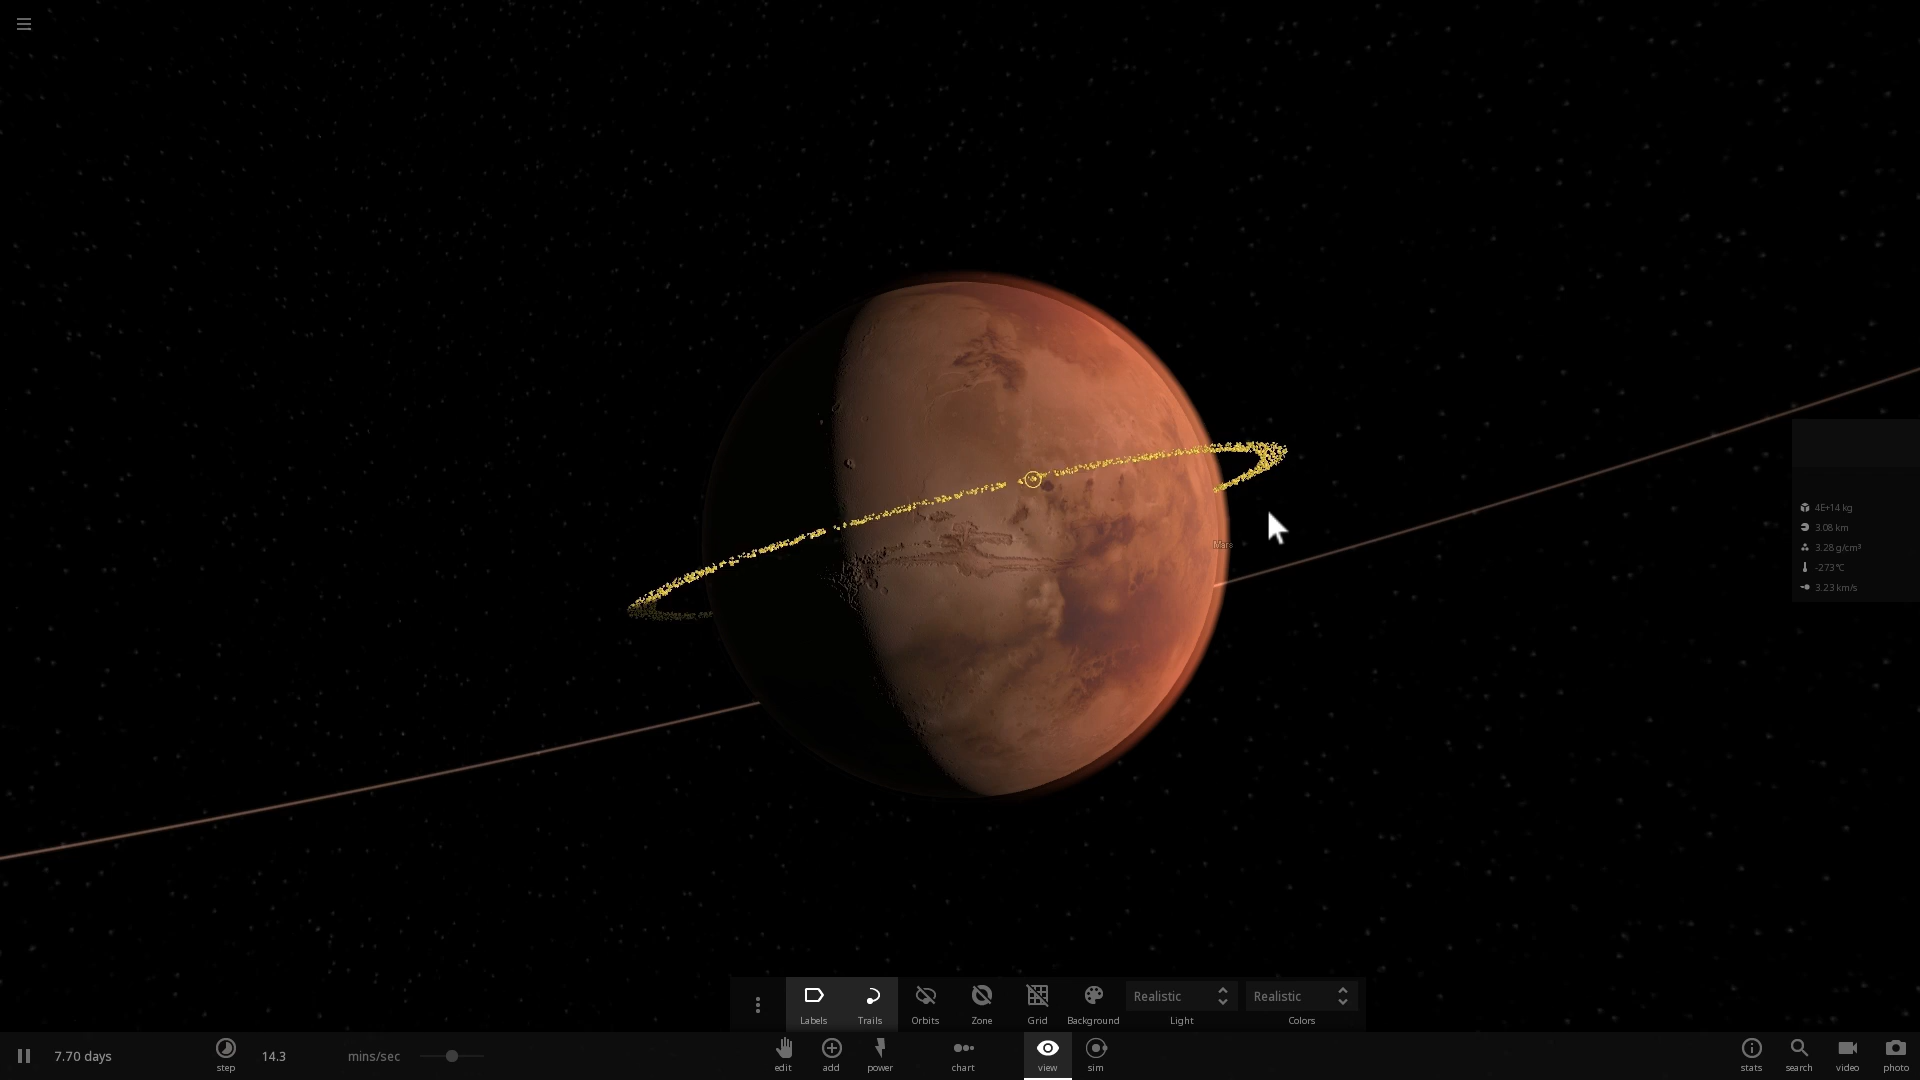 Mars
4E+14 kg
3.08 km
3.28 g/cm³
-273°C
3.23 km/s
Labels
Trails
Orbits
Zone
Grid
Background
Realistic
Light
Realistic
Colors
7.70 days
step
14.3
mins/sec
edit
add
power
chart
view
sim
stats
search
video
photo